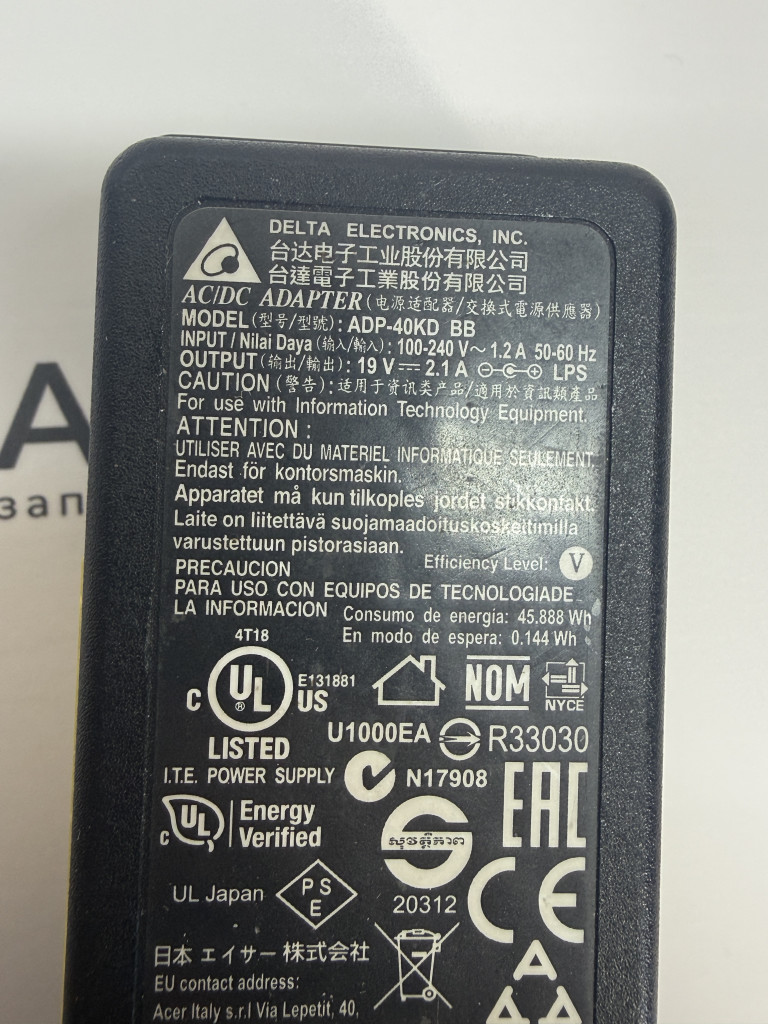 DELTA ELECTRONICS, INC.
台达电子工业股份有限公司
台達電子工業股份有限公司
AC/DC ADAPTER (电源适配器/交換式電源供應器)
MODEL (型号/型號): ADP-40KD BB
INPUT / Nilai Daya (输入/輸入): 100-240 V~ 1.2 A 50-60 Hz
OUTPUT (输出/輸出): 19 V 2.1 A LPS
CAUTION (警告): 适用于资讯类产品/適用於資訊類產品
For use with Information Technology Equipment.
ATTENTION :
UTILISER AVEC DU MATERIEL INFORMATIQUE SEULEMENT.
Endast för kontorsmaskin.
Apparatet må kun tilkoples jordet stikkontakt.
Laite on liitettävä suojamaadoituskoskettimilla
varustettuun pistorasiaan.
Efficiency Level: V
PRECAUCION
PARA USO CON EQUIPOS DE TECNOLOGIADE
LA INFORMACION
Consumo de energía: 45.888 Wh
En modo de espera: 0.144 Wh
4T18
C UL ® US
E131881
LISTED
I.T.E. POWER SUPPLY
NOM
NYCE
U1000EA
R33030
N17908
c UL Energy
Verified
EAC
20312
CE
UL Japan
P S
E
日本 エイサー 株式会社
EU contact address:
Acer Italy s.r.l Via Lepetit, 40,
A
A A
A
зап